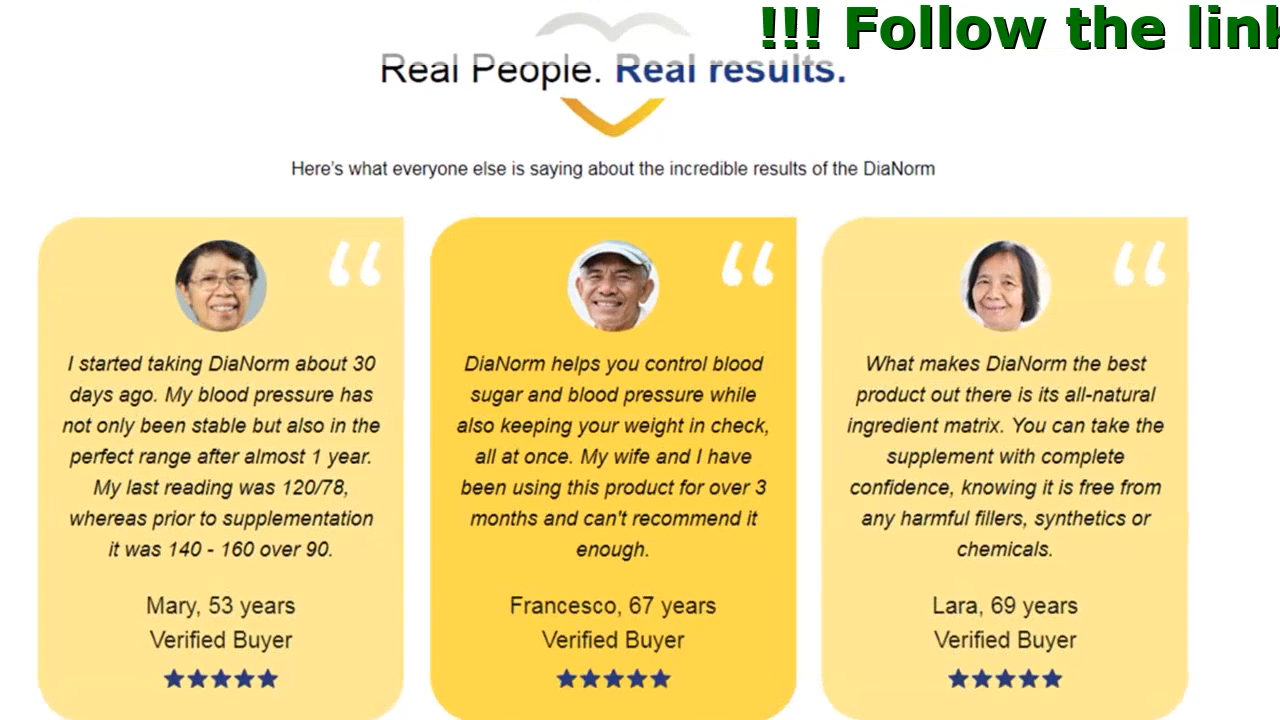 !!! Follow the link
Real People. Real results.
Here's what everyone else is saying about the incredible results of the DiaNorm
I started taking DiaNorm about 30
days ago. My blood pressure has
not only been stable but also in the
perfect range after almost 1 year.
My last reading was 120/78,
whereas prior to supplementation
it was 140 - 160 over 90.
Mary, 53 years
Verified Buyer
DiaNorm helps you control blood
sugar and blood pressure while
also keeping your weight in check,
all at once. My wife and I have
been using this product for over 3
months and can't recommend it
enough.
Francesco, 67 years
Verified Buyer
What makes DiaNorm the best
product out there is its all-natural
ingredient matrix. You can take the
supplement with complete
confidence, knowing it is free from
any harmful fillers, synthetics or
chemicals.
Lara, 69 years
Verified Buyer